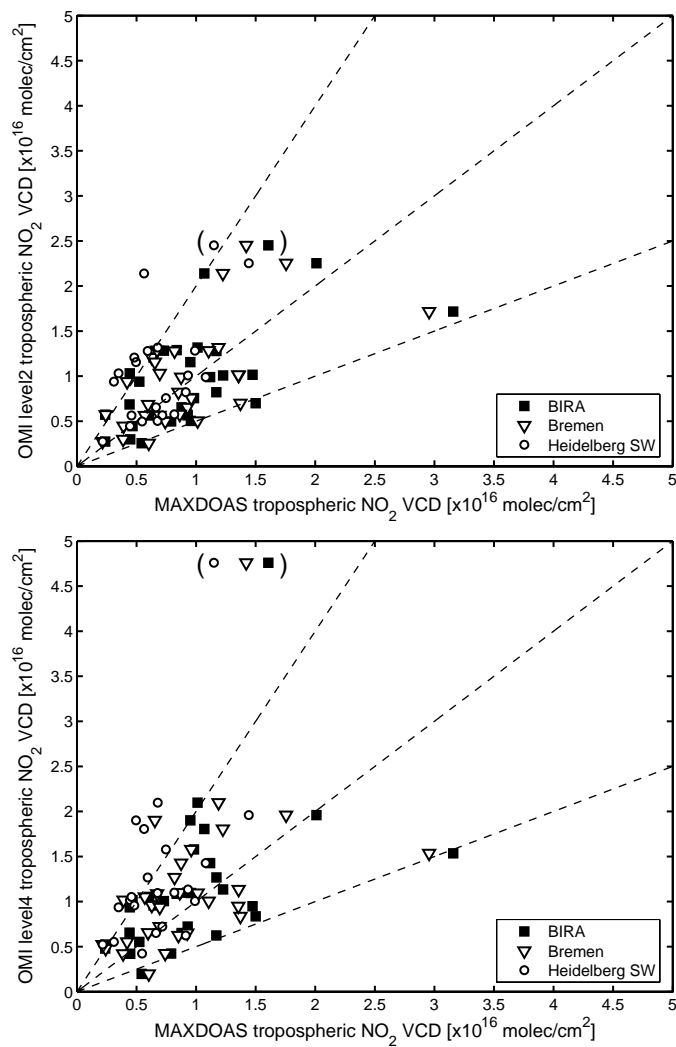 5
4.5
4
3.5
3
2.5
2
1.5
1
0.5
0
OMI level2 tropospheric NO2 VCD [x10^16 molec/cm^2]
( )
BIRA
Bremen
Heidelberg SW
0 0.5 1 1.5 2 2.5 3 3.5 4 4.5 5
MAXDOAS tropospheric NO2 VCD [x10^16 molec/cm^2]
5
4.5
4
3.5
3
2.5
2
1.5
1
0.5
0
OMI level4 tropospheric NO2 VCD [x10^16 molec/cm^2]
( )
BIRA
Bremen
Heidelberg SW
0 0.5 1 1.5 2 2.5 3 3.5 4 4.5 5
MAXDOAS tropospheric NO2 VCD [x10^16 molec/cm^2]